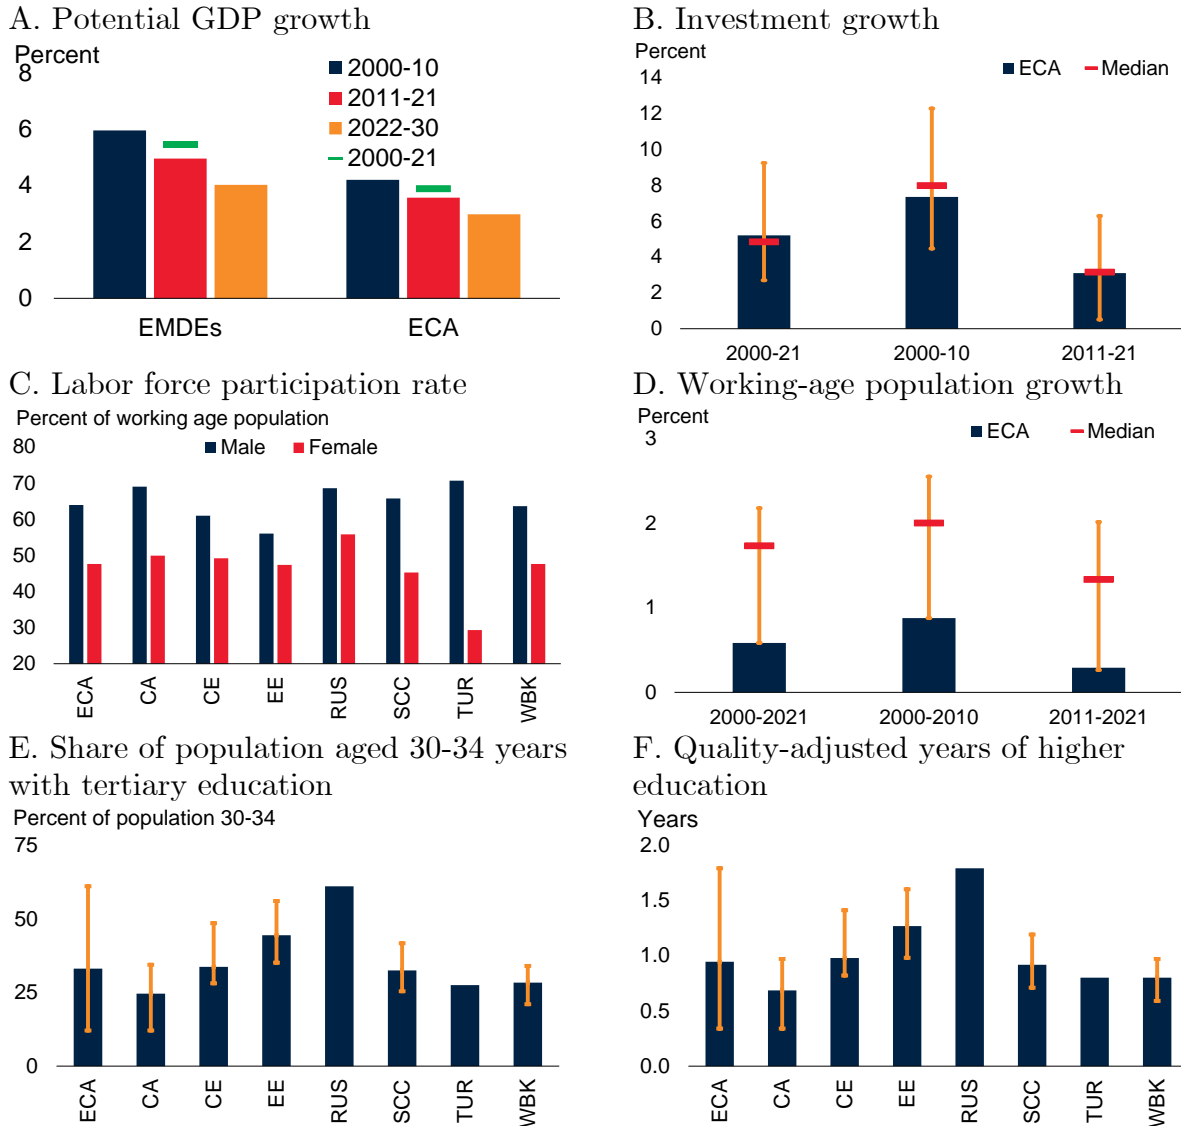 A. Potential GDP growth
Percent
8
6
4
2
0
2000-10
2011-21
2022-30
2000-21
EMDEs
ECA
B. Investment growth
Percent
14
12
10
8
6
4
2
0
ECA
Median
2000-21
2000-10
2011-21
C. Labor force participation rate
Percent of working age population
80
70
60
50
40
30
20
Male
Female
ECA
CA
CE
EE
RUS
SCC
TUR
WBK
D. Working-age population growth
Percent
3
2
1
0
ECA
Median
2000-2021
2000-2010
2011-2021
E. Share of population aged 30-34 years
with tertiary education
Percent of population 30-34
75
50
25
0
ECA
CA
CE
EE
RUS
SCC
TUR
WBK
F. Quality-adjusted years of higher
education
Years
2.0
1.5
1.0
0.5
0.0
ECA
CA
CE
EE
RUS
SCC
TUR
WBK